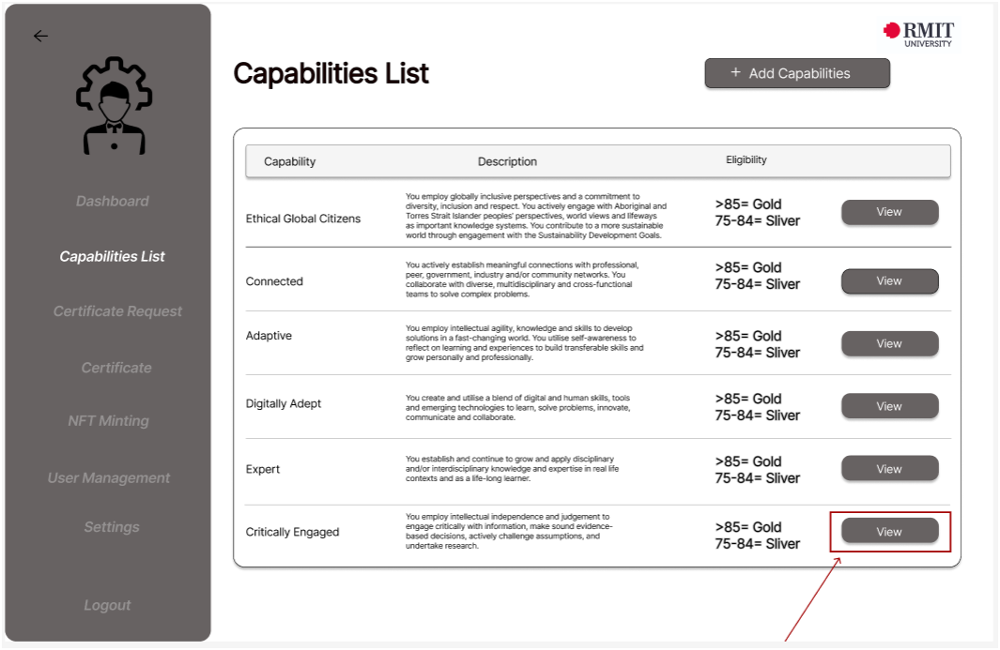 RMIT
UNIVERSITY
Capabilities List
+ Add Capabilities
Dashboard
Capabilities List
Certificate Request
Certificate
NFT Minting
User Management
Settings
Logout
Capability Description Eligibility
Ethical Global Citizens
You employ globally inclusive perspectives and a commitment to
diversity, inclusion and respect. You actively engage with Aboriginal and
Torres Strait Islander peoples' perspectives, world views and lifeways
as important knowledge systems. You contribute to a more sustainable
world through engagement with the Sustainability Development Goals.
>85= Gold
75-84= Sliver
View
Connected
You actively establish meaningful connections with professional,
peer, government, industry and/or community networks. You
collaborate with diverse, multidisciplinary and cross-functional
teams to solve complex problems.
>85= Gold
75-84= Sliver
View
Adaptive
You employ intellectual agility, knowledge and skills to develop
solutions in a fast-changing world. You utilise self-awareness to
reflect on learning and experiences to build transferable skills and
grow personally and professionally.
>85= Gold
75-84= Sliver
View
Digitally Adept
You create and utilise a blend of digital and human skills, tools
and emerging technologies to learn, solve problems, innovate,
communicate and collaborate.
>85= Gold
75-84= Sliver
View
Expert
You establish and continue to grow and apply disciplinary
and/or interdisciplinary knowledge and expertise in real life
contexts and as a life-long learner.
>85= Gold
75-84= Sliver
View
Critically Engaged
You employ intellectual independence and judgement to
engage critically with information, make sound evidence-
based decisions, actively challenge assumptions, and
undertake research.
>85= Gold
75-84= Sliver
View